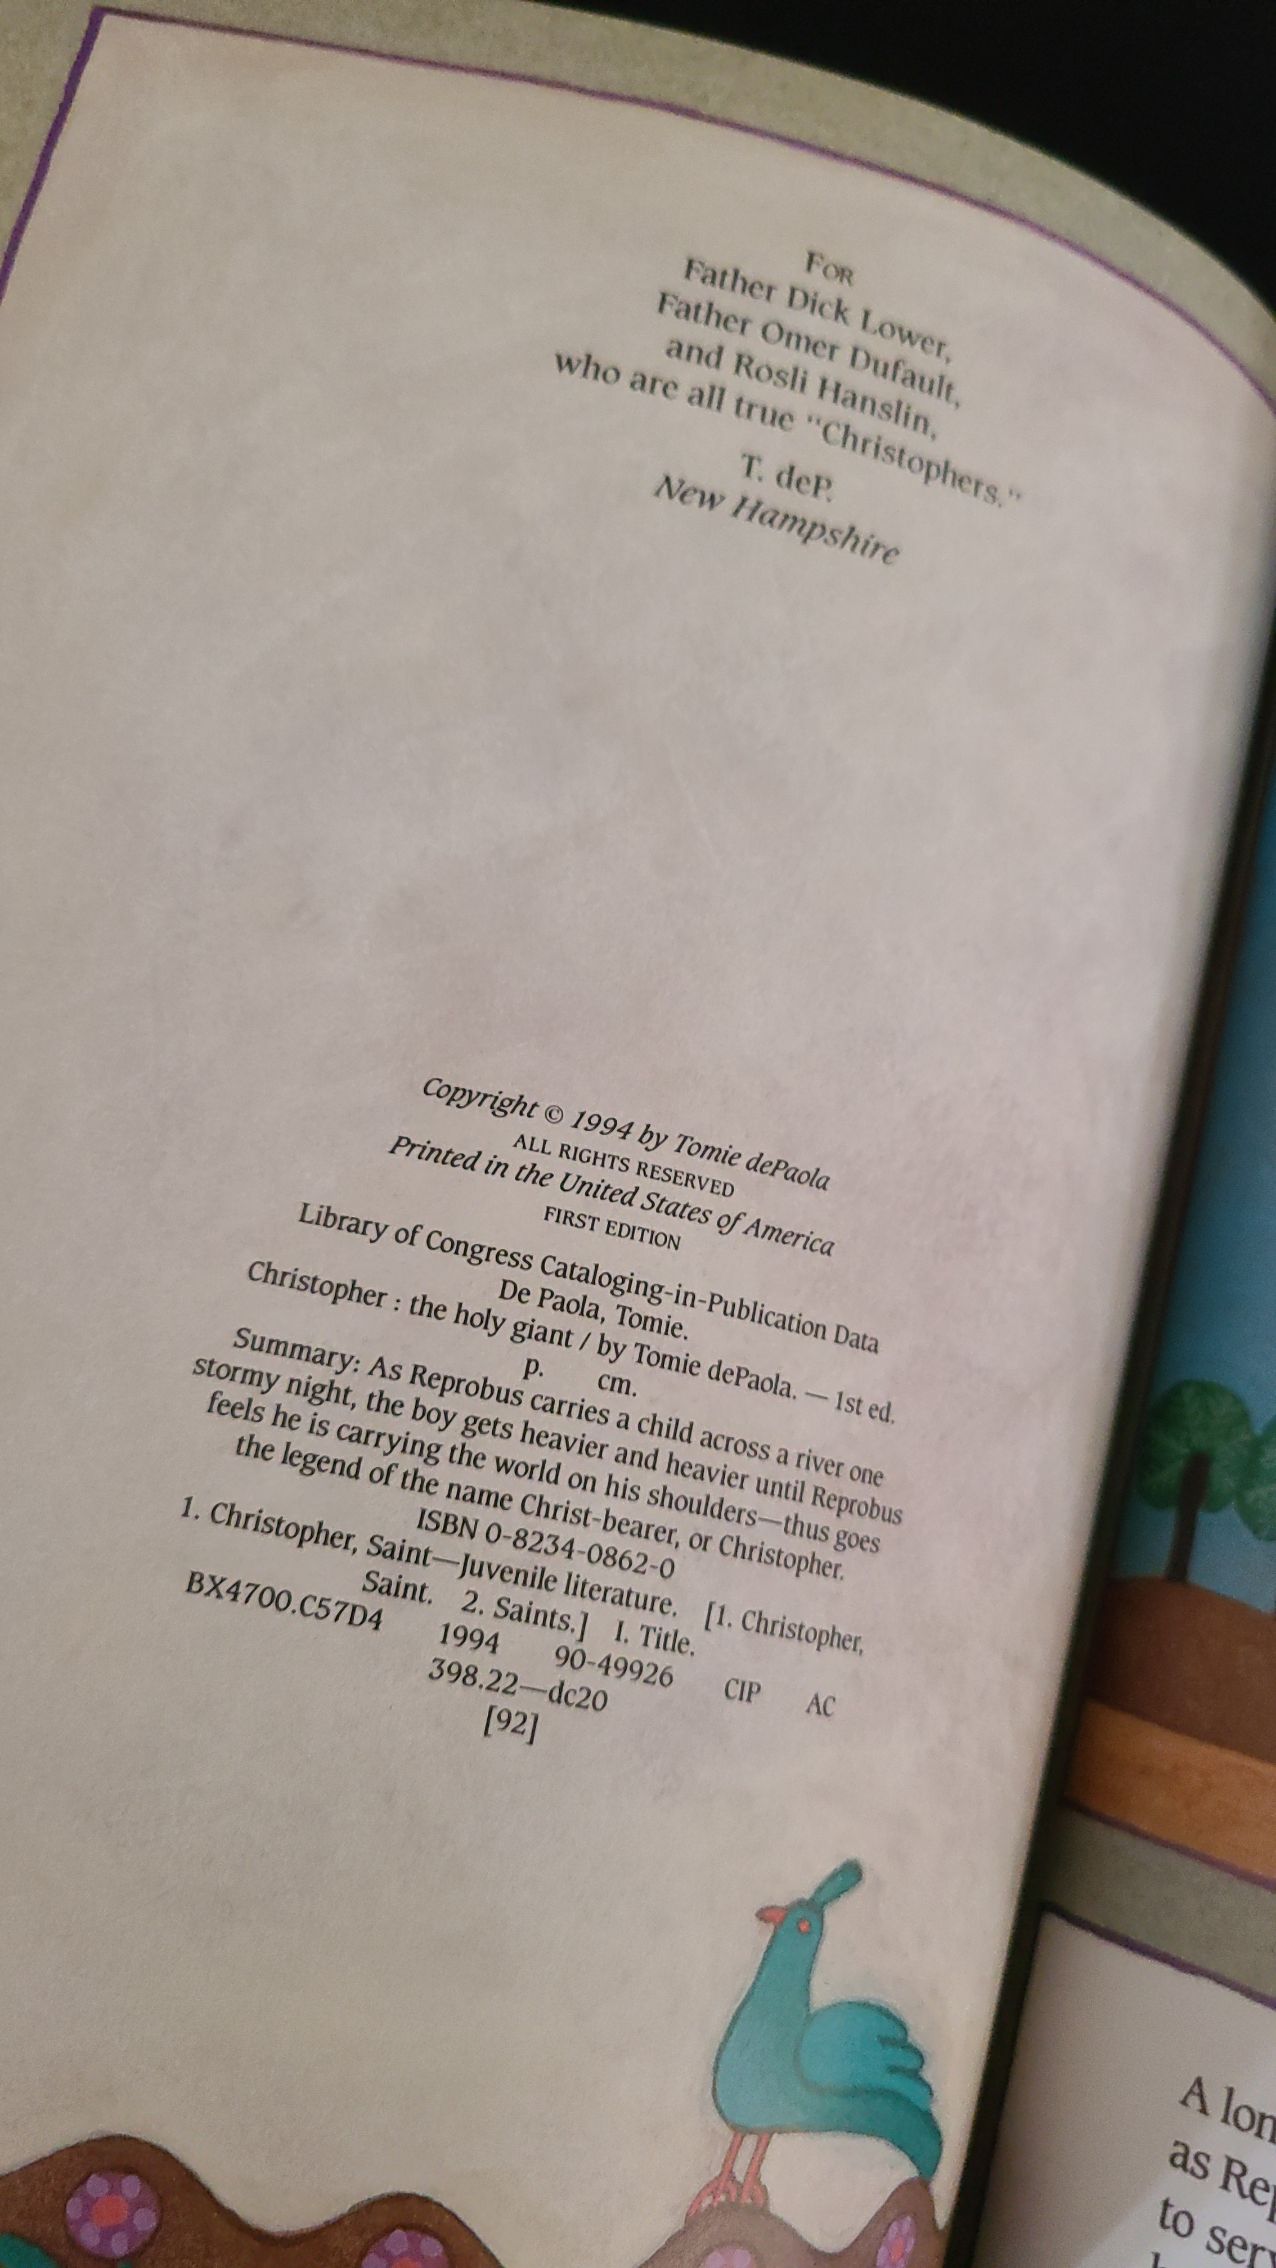 FOR
Father Dick Lower,
Father Omer Dufault,
and Rosli Hanslin,
who are all true "Christophers."
T. deP.
New Hampshire
Copyright © 1994 by Tomie dePaola
ALL RIGHTS RESERVED
Printed in the United States of America
FIRST EDITION
Library of Congress Cataloging-in-Publication Data
De Paola, Tomie.
Christopher : the holy giant / by Tomie dePaola. — 1st ed.
p. cm.
Summary: As Reprobus carries a child across a river one
stormy night, the boy gets heavier and heavier until Reprobus
feels he is carrying the world on his shoulders—thus goes
the legend of the name Christ-bearer, or Christopher.
ISBN 0-8234-0862-0
1. Christopher, Saint—Juvenile literature. [1. Christopher,
Saint. 2. Saints.] I. Title.
BX4700.C57D4 1994 90-49926 CIP AC
398.22—dc20
[92]
A lon
as Rep
to serv